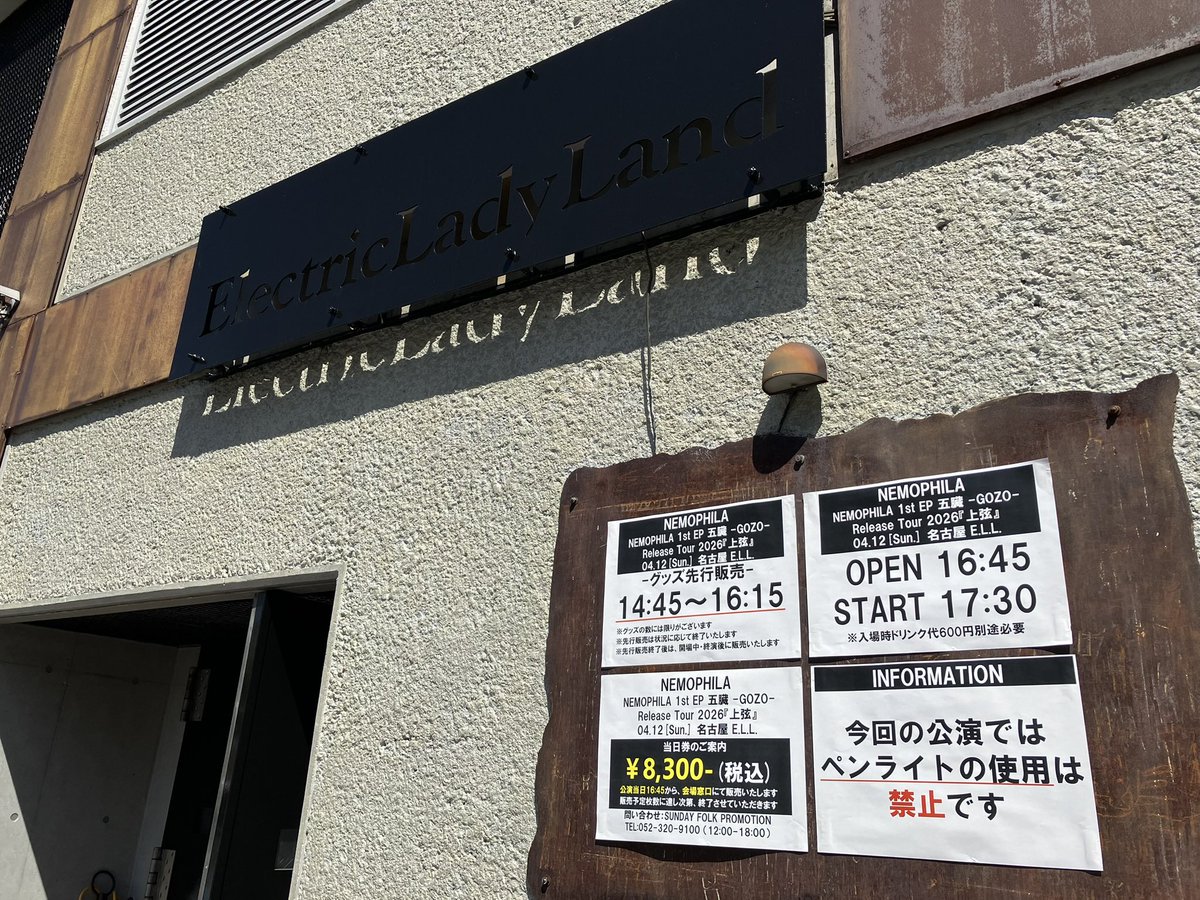 ElectricLadyLand
NEMOPHILA
NEMOPHILA 1st EP 五臓 -GOZO-
Release Tour 2026『上弦』
04.12 [Sun.] 名古屋 E.L.L.
-グッズ先行販売-
14:45～16:15
※グッズの数には限りがございます
※先行販売は状況に応じて終了いたします
※先行販売終了後は、開場中・終演後に販売いたします
NEMOPHILA
NEMOPHILA 1st EP 五臓 -GOZO-
Release Tour 2026『上弦』
04.12 [Sun.] 名古屋 E.L.L.
OPEN 16:45
START 17:30
※入場時ドリンク代600円別途必要
NEMOPHILA
NEMOPHILA 1st EP 五臓 -GOZO-
Release Tour 2026『上弦』
04.12 [Sun.] 名古屋 E.L.L.
当日券のご案内
￥8,300-(税込)
公演当日16:45から、会場窓口にて販売いたします
販売予定枚数に達し次第、終了させていただきます
問い合わせ:SUNDAY FOLK PROMOTION
TEL:052-320-9100 (12:00-18:00)
INFORMATION
今回の公演では
ペンライトの使用は
禁止です